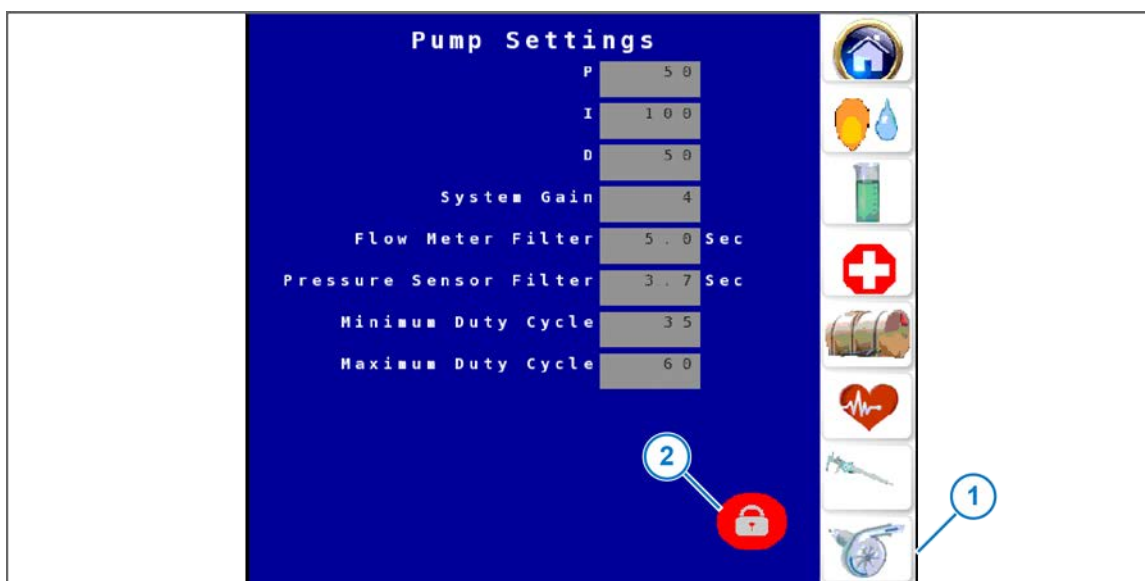 Pump Settings
P 50
I 100
D 50
System Gain 4
Flow Meter Filter 5.0 Sec
Pressure Sensor Filter 3.7 Sec
Minimum Duty Cycle 35
Maximum Duty Cycle 60
2
1